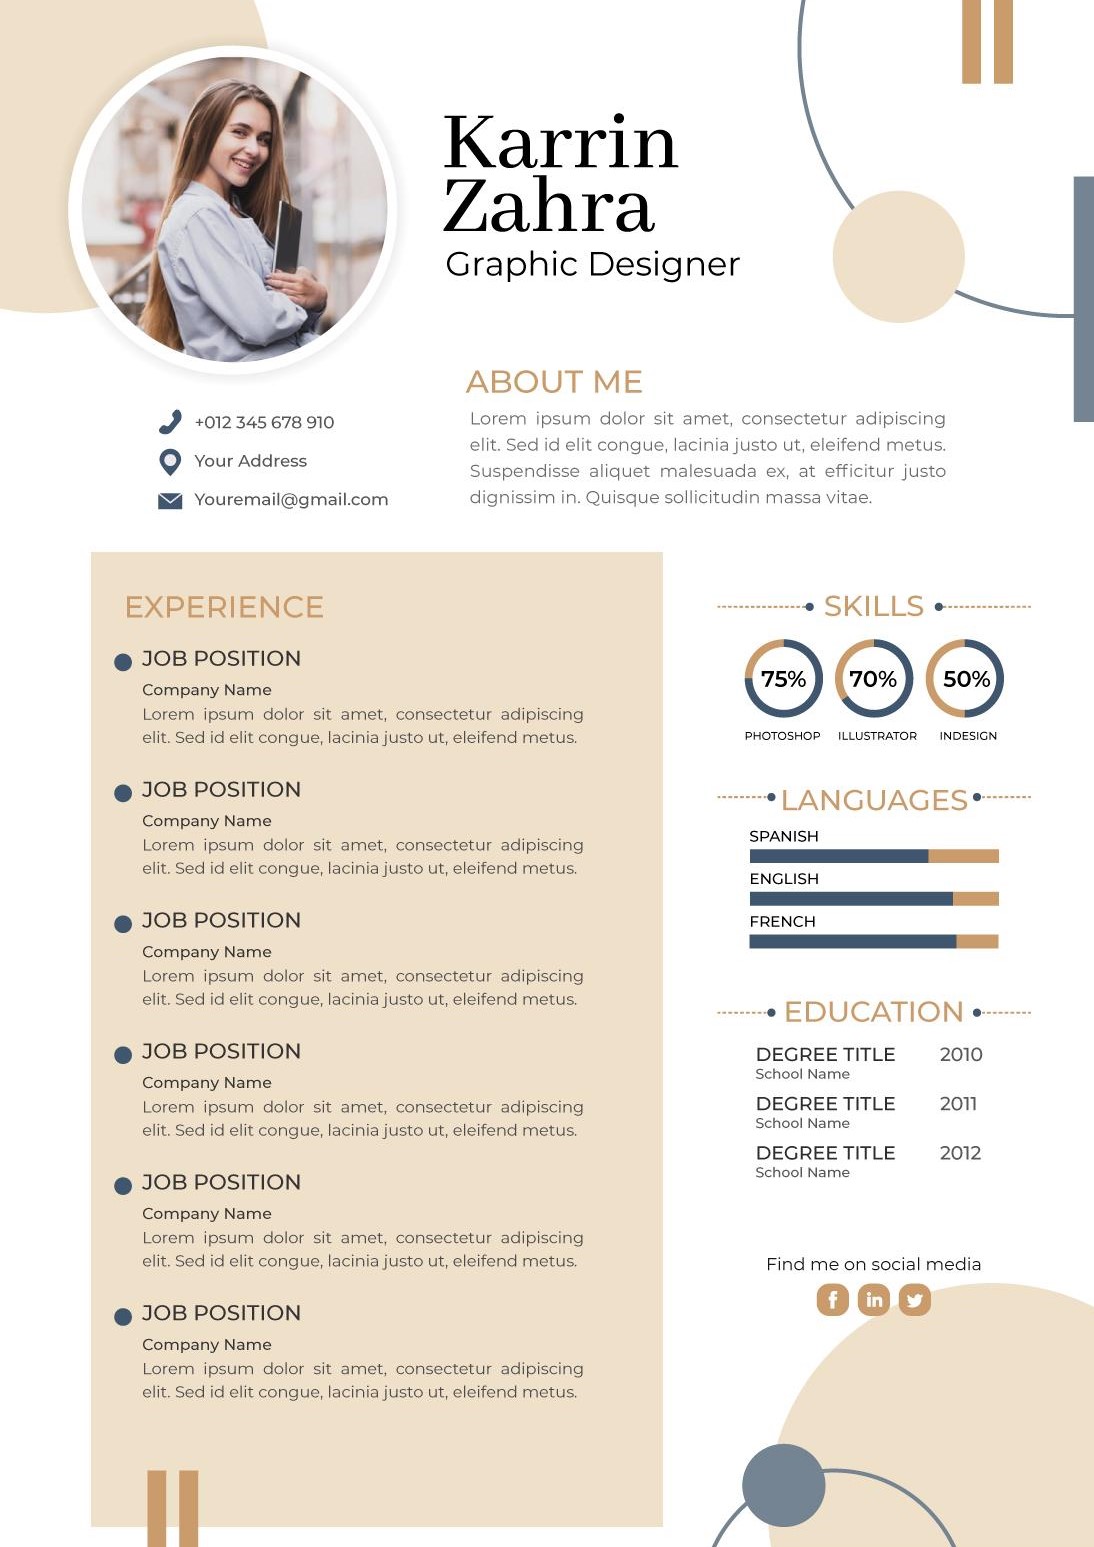 Karrin
Zahra
Graphic Designer
+012 345 678 910
Your Address
Youremail@gmail.com
ABOUT ME
Lorem ipsum dolor sit amet, consectetur adipiscing
elit. Sed id elit congue, lacinia justo ut, eleifend metus.
Suspendisse aliquet malesuada ex, at efficitur justo
dignissim in. Quisque sollicitudin massa vitae.
EXPERIENCE
JOB POSITION
Company Name
Lorem ipsum dolor sit amet, consectetur adipiscing
elit. Sed id elit congue, lacinia justo ut, eleifend metus.
JOB POSITION
Company Name
Lorem ipsum dolor sit amet, consectetur adipiscing
elit. Sed id elit congue, lacinia justo ut, eleifend metus.
JOB POSITION
Company Name
Lorem ipsum dolor sit amet, consectetur adipiscing
elit. Sed id elit congue, lacinia justo ut, eleifend metus.
JOB POSITION
Company Name
Lorem ipsum dolor sit amet, consectetur adipiscing
elit. Sed id elit congue, lacinia justo ut, eleifend metus.
JOB POSITION
Company Name
Lorem ipsum dolor sit amet, consectetur adipiscing
elit. Sed id elit congue, lacinia justo ut, eleifend metus.
JOB POSITION
Company Name
Lorem ipsum dolor sit amet, consectetur adipiscing
elit. Sed id elit congue, lacinia justo ut, eleifend metus.
SKILLS
75% 70% 50%
PHOTOSHOP ILLUSTRATOR INDESIGN
LANGUAGES
SPANISH
ENGLISH
FRENCH
EDUCATION
DEGREE TITLE 2010
School Name
DEGREE TITLE 2011
School Name
DEGREE TITLE 2012
School Name
Find me on social media
f in